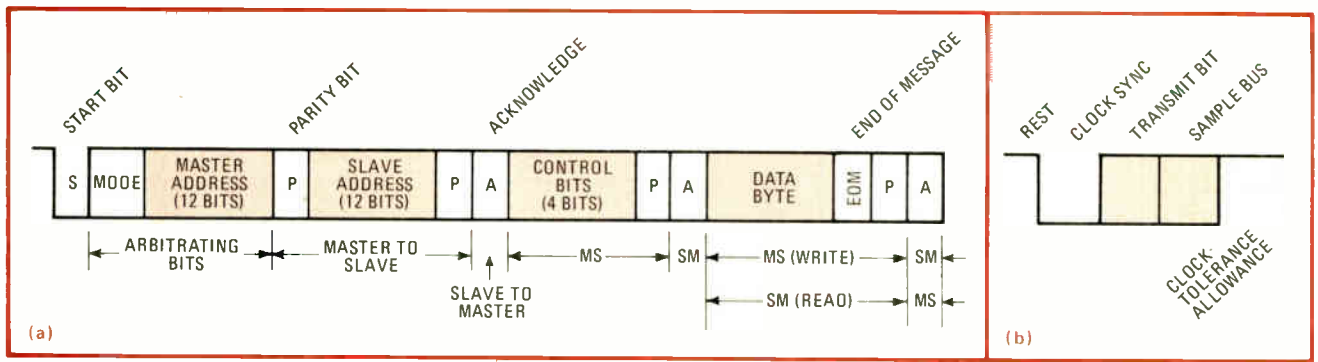 START BIT
PARITY BIT
ACKNOWLEDGE
END OF MESSAGE
S
MODE
MASTER
ADDRESS
(12 BITS)
P
SLAVE
ADDRESS
(12 BITS)
P
A
CONTROL
BITS
(4 BITS)
P
A
DATA
BYTE
EOM
P
A
ARBITRATING
BITS
MASTER TO
SLAVE
SLAVE TO
MASTER
MS
SM
MS (WRITE)
SM
SM (READ)
MS
(a)
REST
CLOCK SYNC
TRANSMIT BIT
SAMPLE BUS
CLOCK
TOLERANCE
ALLOWANCE
(b)